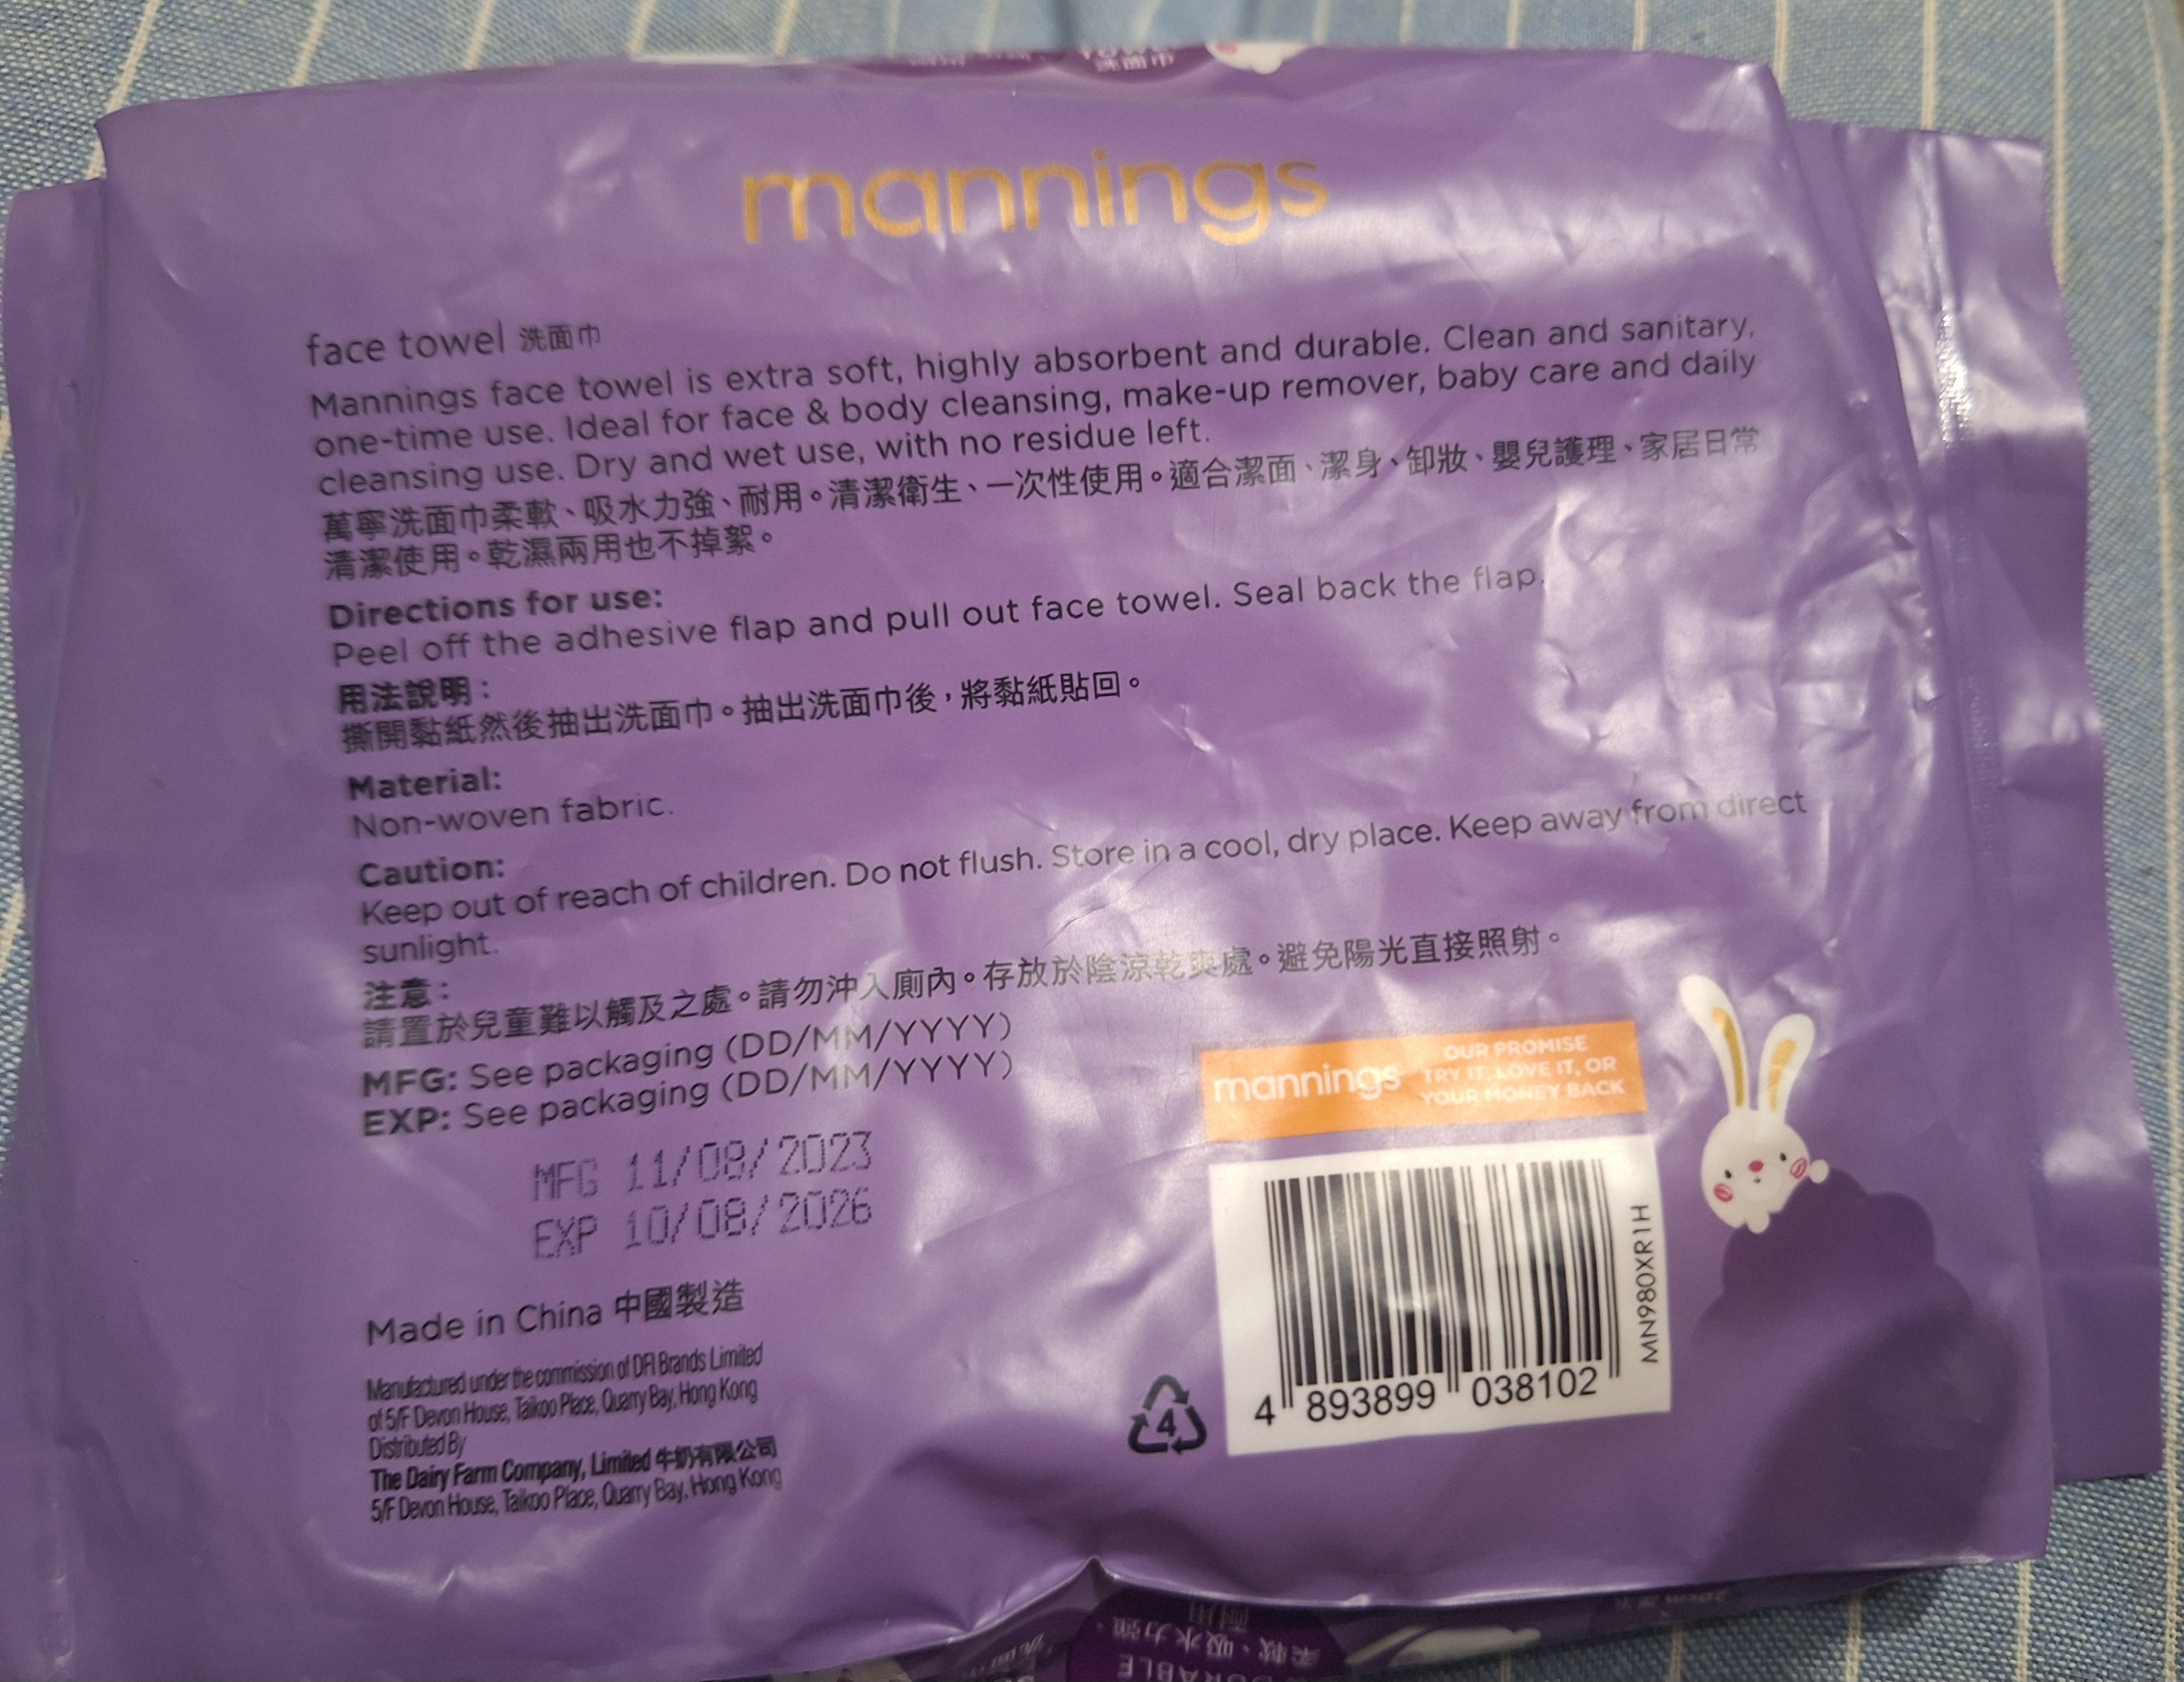 洗面巾
mannings
face towel 洗面巾
Mannings face towel is extra soft, highly absorbent and durable. Clean and sanitary,
one-time use. Ideal for face & body cleansing, make-up remover, baby care and daily
cleansing use. Dry and wet use, with no residue left.
萬寧洗面巾柔軟、吸水力強、耐用。清潔衛生、一次性使用。適合潔面、潔身、卸妝、嬰兒護理、家居日常
清潔使用。乾濕兩用也不掉絮。
Directions for use:
Peel off the adhesive flap and pull out face towel. Seal back the flap.
用法說明：
撕開黏紙然後抽出洗面巾。抽出洗面巾後，將黏紙貼回。
Material:
Non-woven fabric.
Caution:
Keep out of reach of children. Do not flush. Store in a cool, dry place. Keep away from direct
sunlight.
注意：
請置於兒童難以觸及之處。請勿沖入廁內。存放於陰涼乾爽處。避免陽光直接照射。
MFG: See packaging (DD/MM/YYYY)
EXP: See packaging (DD/MM/YYYY)
MFG 11/08/2023
EXP 10/08/2026
Made in China 中國製造
Manufactured under the commission of DFI Brands Limited
of 5/F Devon House, Taikoo Place, Quarry Bay, Hong Kong
Distributed By
The Dairy Farm Company, Limited 牛奶有限公司
5/F Devon House, Taikoo Place, Quarry Bay, Hong Kong
mannings
OUR PROMISE
TRY IT, LOVE IT, OR
YOUR MONEY BACK
MN980XR1H
4 893899 038102
4
耐用
柔軟、吸水力強、